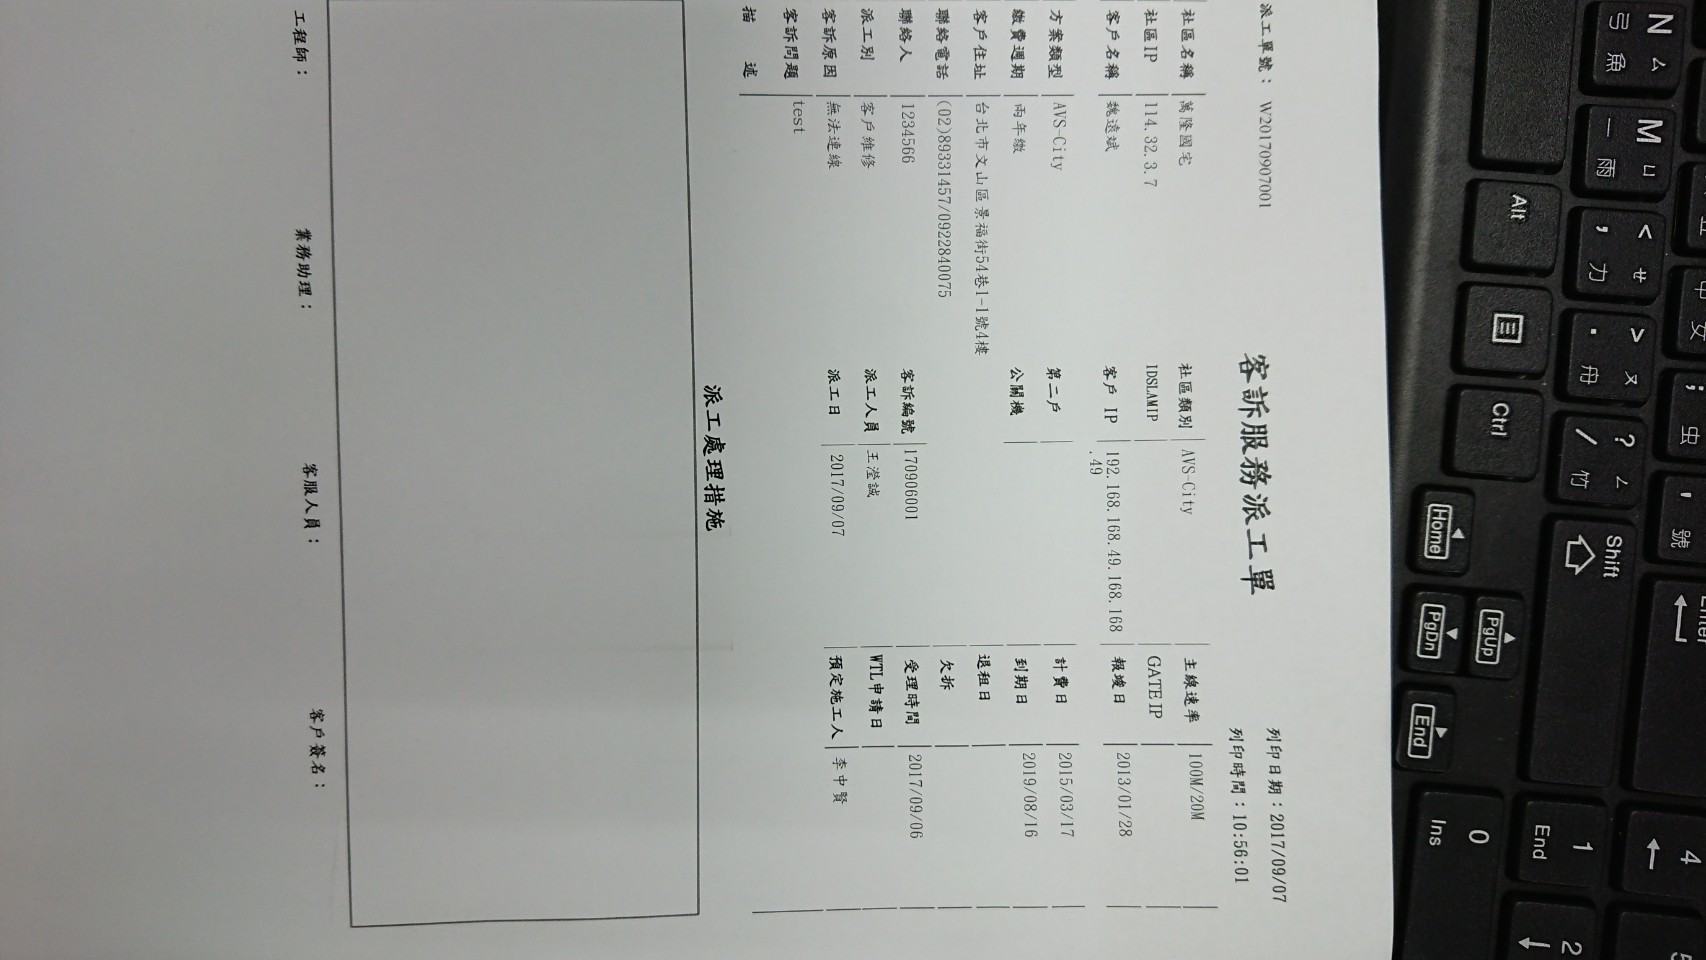 客訴服務派工單
列印日期：2017/09/07
派工單號： W20170907001
列印時間：10:56:01
社區名稱 萬隆國宅 社區類別 AVS-City 主線速率 100M/20M
社區IP 114.32.3.7 IDSLAMIP GATE IP
客戶名稱 魏遠斌 客戶 IP 192.168.168.49.168.168 報竣日 2013/01/28
.49
方案類型 AVS-City 第二戶 計費日 2015/03/17
繳費週期 兩年繳 公關機 到期日 2019/08/16
客戶住址 台北市文山區景福街54巷1-1號4樓 退租日
聯絡電話 (02)89331457/0922840075 欠拆
聯絡人 1234566 客訴編號 170906001 受理時間 2017/09/06
派工別 客戶維修 派工人員 王瀅誠 WTL申請日
客訴原因 無法連線 派工日 2017/09/07 預定施工人 李中賢
客訴問題 test
描 述
派工處理措施
工程師： 業務助理： 客服人員： 客戶簽名：
N ㄙ 弓 魚
M ㄩ 一 雨
< ㄝ , 力
> ㄡ . 舟
? ㄥ / 竹
Shift
Alt
Ctrl
Home
PgUp
PgDn
End
; 虫
' 號
Enter
中 女
0 Ins
1 End
2
4
5